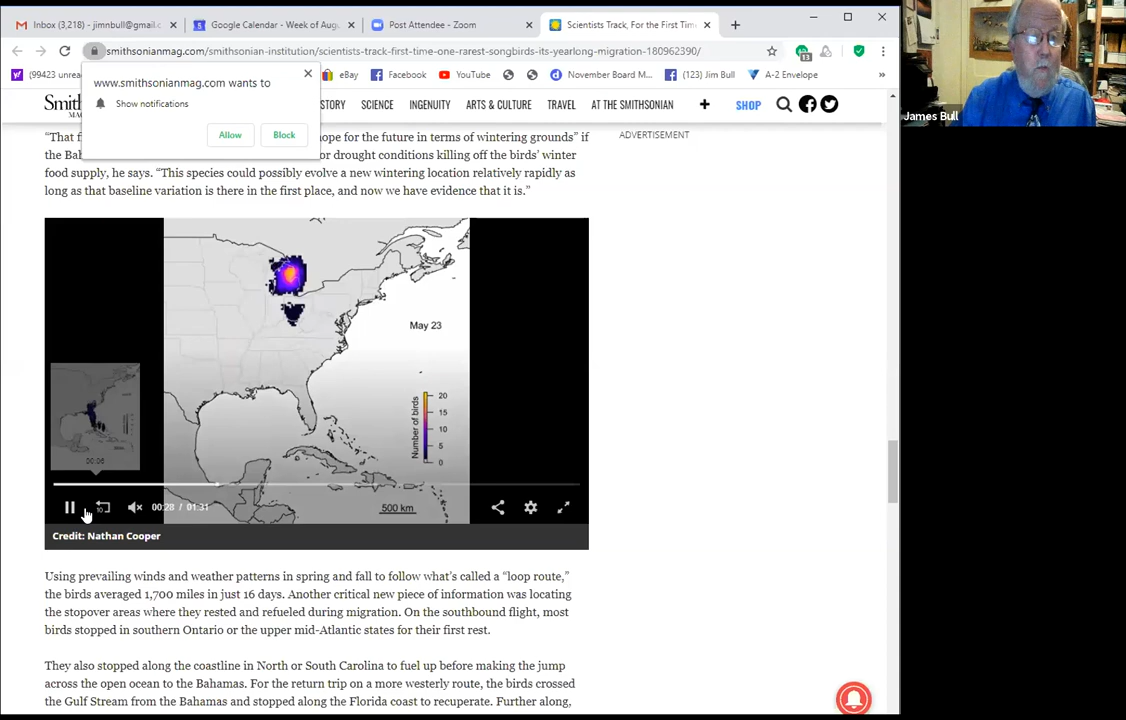 Inbox (3,218) - jimnbull@gmail.c
Google Calendar - Week of Aug
Post Attendee - Zoom
Scientists Track, For the First Tim
smithsonianmag.com/smithsonian-institution/scientists-track-first-time-one-rarest-songbirds-its-yearlong-migration-180962390/
13
(99423 unrea
eBay
Facebook
YouTube
November Board M...
(123) Jim Bull
A-2 Envelope
»
www.smithsonianmag.com wants to
Show notifications
Allow
Block
Smith
STORY
SCIENCE
INGENUITY
ARTS & CULTURE
TRAVEL
AT THE SMITHSONIAN
SHOP
James Bull
ADVERTISEMENT
“That fi
hope for the future in terms of wintering grounds” if
the Bah
or drought conditions killing off the birds’ winter
food supply, he says. “This species could possibly evolve a new wintering location relatively rapidly as
long as that baseline variation is there in the first place, and now we have evidence that it is.”
May 23
Number of birds
20
15
10
5
0
00:06
10
00:28 / 01:31
500 km
Credit: Nathan Cooper
Using prevailing winds and weather patterns in spring and fall to follow what’s called a “loop route,”
the birds averaged 1,700 miles in just 16 days. Another critical new piece of information was locating
the stopover areas where they rested and refueled during migration. On the southbound flight, most
birds stopped in southern Ontario or the upper mid-Atlantic states for their first rest.
They also stopped along the coastline in North or South Carolina to fuel up before making the jump
across the open ocean to the Bahamas. For the return trip on a more westerly route, the birds crossed
the Gulf Stream from the Bahamas and stopped along the Florida coast to recuperate. Further along,